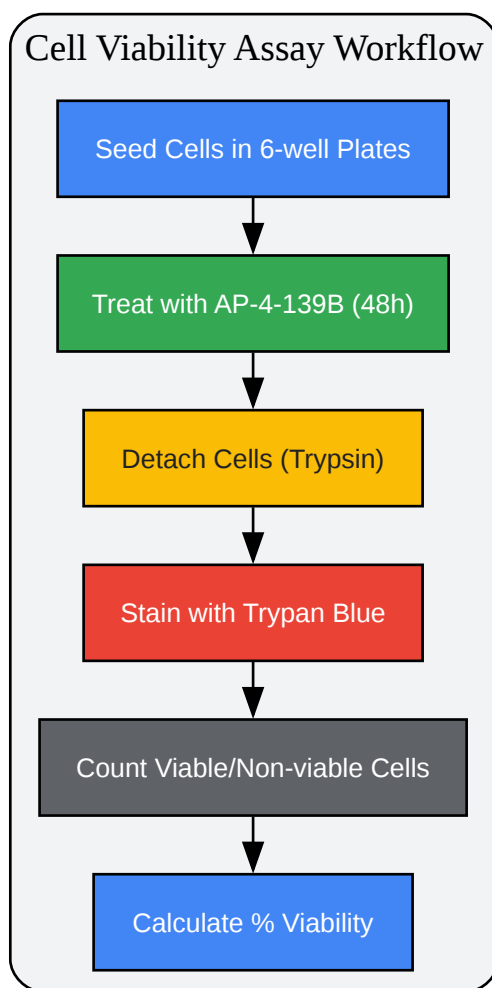 Cell Viability Assay Workflow
Seed Cells in 6-well Plates
Treat with AP-4-139B (48h)
Detach Cells (Trypsin)
Stain with Trypan Blue
Count Viable/Non-viable Cells
Calculate % Viability